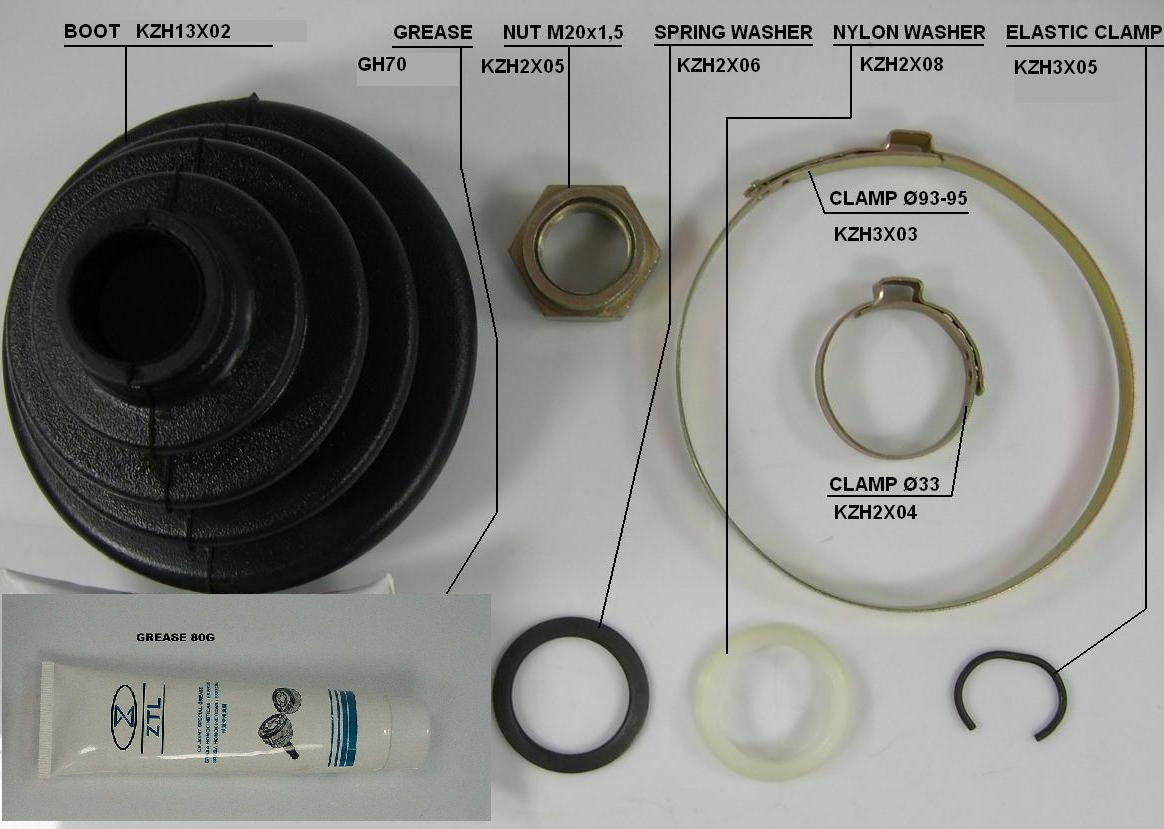 BOOT KZH13X02
GREASE
GH70
NUT M20x1,5
KZH2X05
SPRING WASHER
KZH2X06
NYLON WASHER
KZH2X08
ELASTIC CLAMP
KZH3X05
CLAMP Ø93-95
KZH3X03
CLAMP Ø33
KZH2X04
GREASE 80G
ZTL